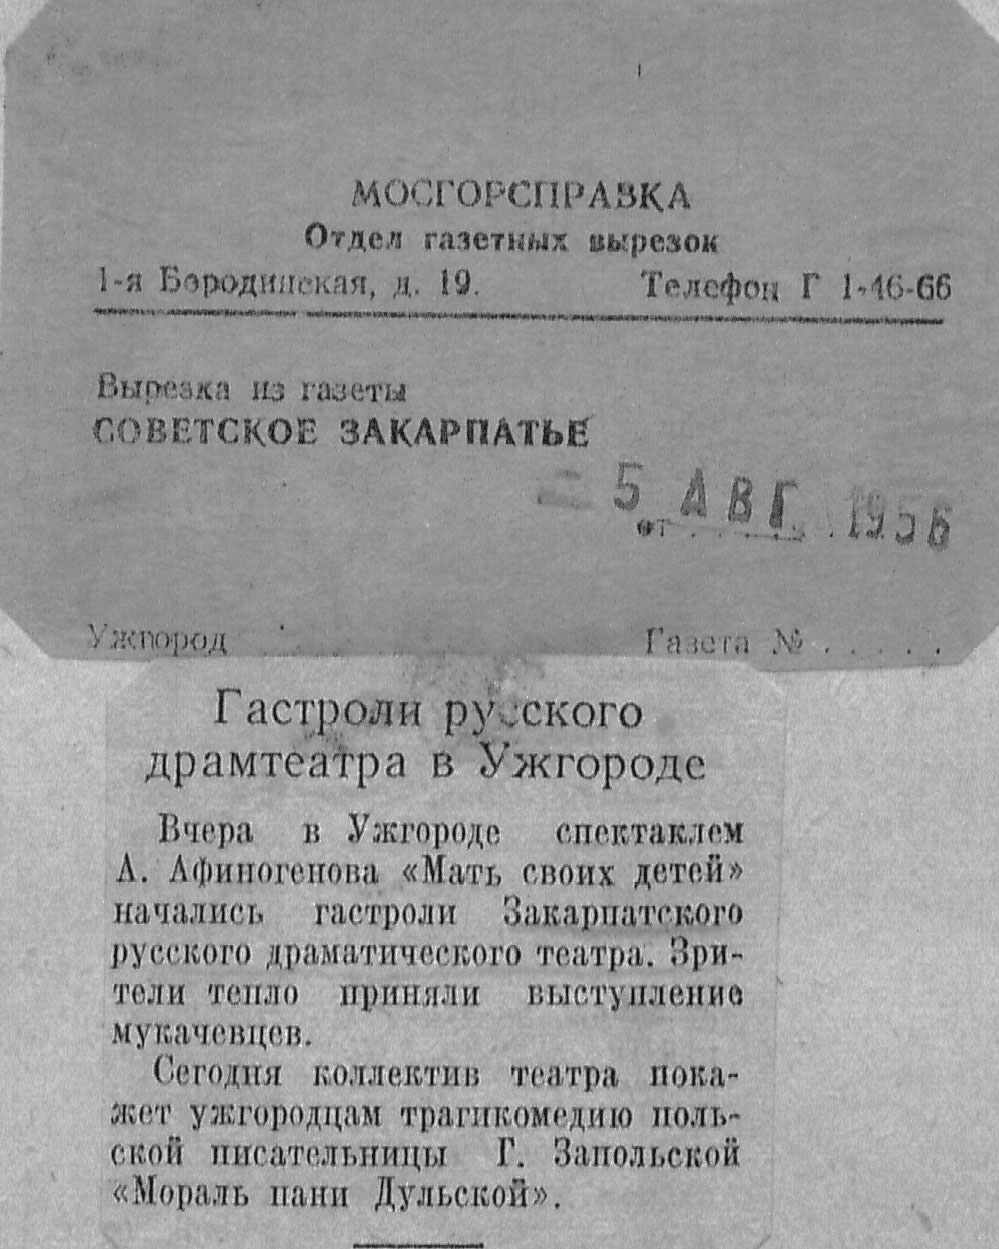 МОСГОРСПРАВКА
Отдел газетных вырезок
1-я Бородинская, д. 19. Телефон Г 1-46-66
Вырезка из газеты
СОВЕТСКОЕ ЗАКАРПАТЬЕ
- 5 АВГ 1956
от . . . . .
Ужгород Газета № . . . . .
Гастроли русского
драмтеатра в Ужгороде
Вчера в Ужгороде спектаклем
А. Афиногенова «Мать своих детей»
начались гастроли Закарпатского
русского драматического театра. Зри-
тели тепло приняли выступление
мукачевцев.
Сегодня коллектив театра пока-
жет ужгородцам трагикомедию поль-
ской писательницы Г. Запольской
«Мораль пани Дульской».